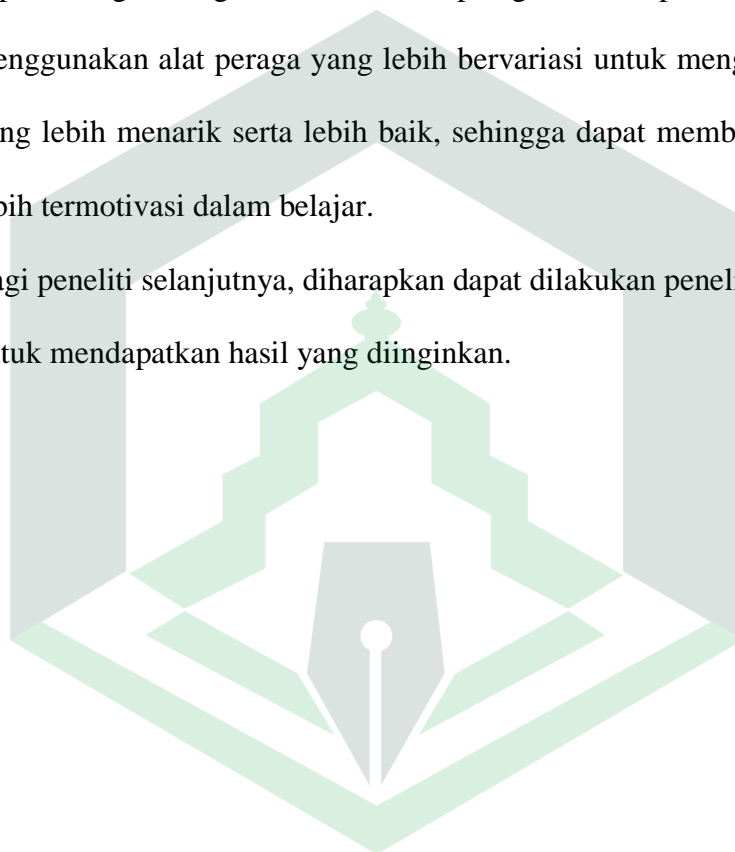 enggunakan alat peraga yang lebih bervariasi untuk meng
ng lebih menarik serta lebih baik, sehingga dapat memb
bih termotivasi dalam belajar.
agi peneliti selanjutnya, diharapkan dapat dilakukan penel
tuk mendapatkan hasil yang diinginkan.